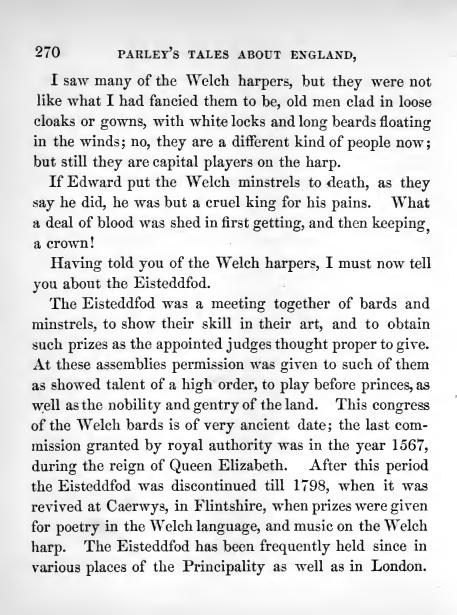 270 PARLEY'S TALES ABOUT ENGLAND,
I saw many of the Welch harpers, but they were not
like what I had fancied them to be, old men clad in loose
cloaks or gowns, with white locks and long beards floating
in the winds; no, they are a different kind of people now;
but still they are capital players on the harp.
If Edward put the Welch minstrels to death, as they
say he did, he was but a cruel king for his pains. What
a deal of blood was shed in first getting, and then keeping,
a crown!
Having told you of the Welch harpers, I must now tell
you about the Eisteddfod.
The Eisteddfod was a meeting together of bards and
minstrels, to show their skill in their art, and to obtain
such prizes as the appointed judges thought proper to give.
At these assemblies permission was given to such of them
as showed talent of a high order, to play before princes, as
well as the nobility and gentry of the land. This congress
of the Welch bards is of very ancient date; the last com-
mission granted by royal authority was in the year 1567,
during the reign of Queen Elizabeth. After this period
the Eisteddfod was discontinued till 1798, when it was
revived at Caerwys, in Flintshire, when prizes were given
for poetry in the Welch language, and music on the Welch
harp. The Eisteddfod has been frequently held since in
various places of the Principality as well as in London.